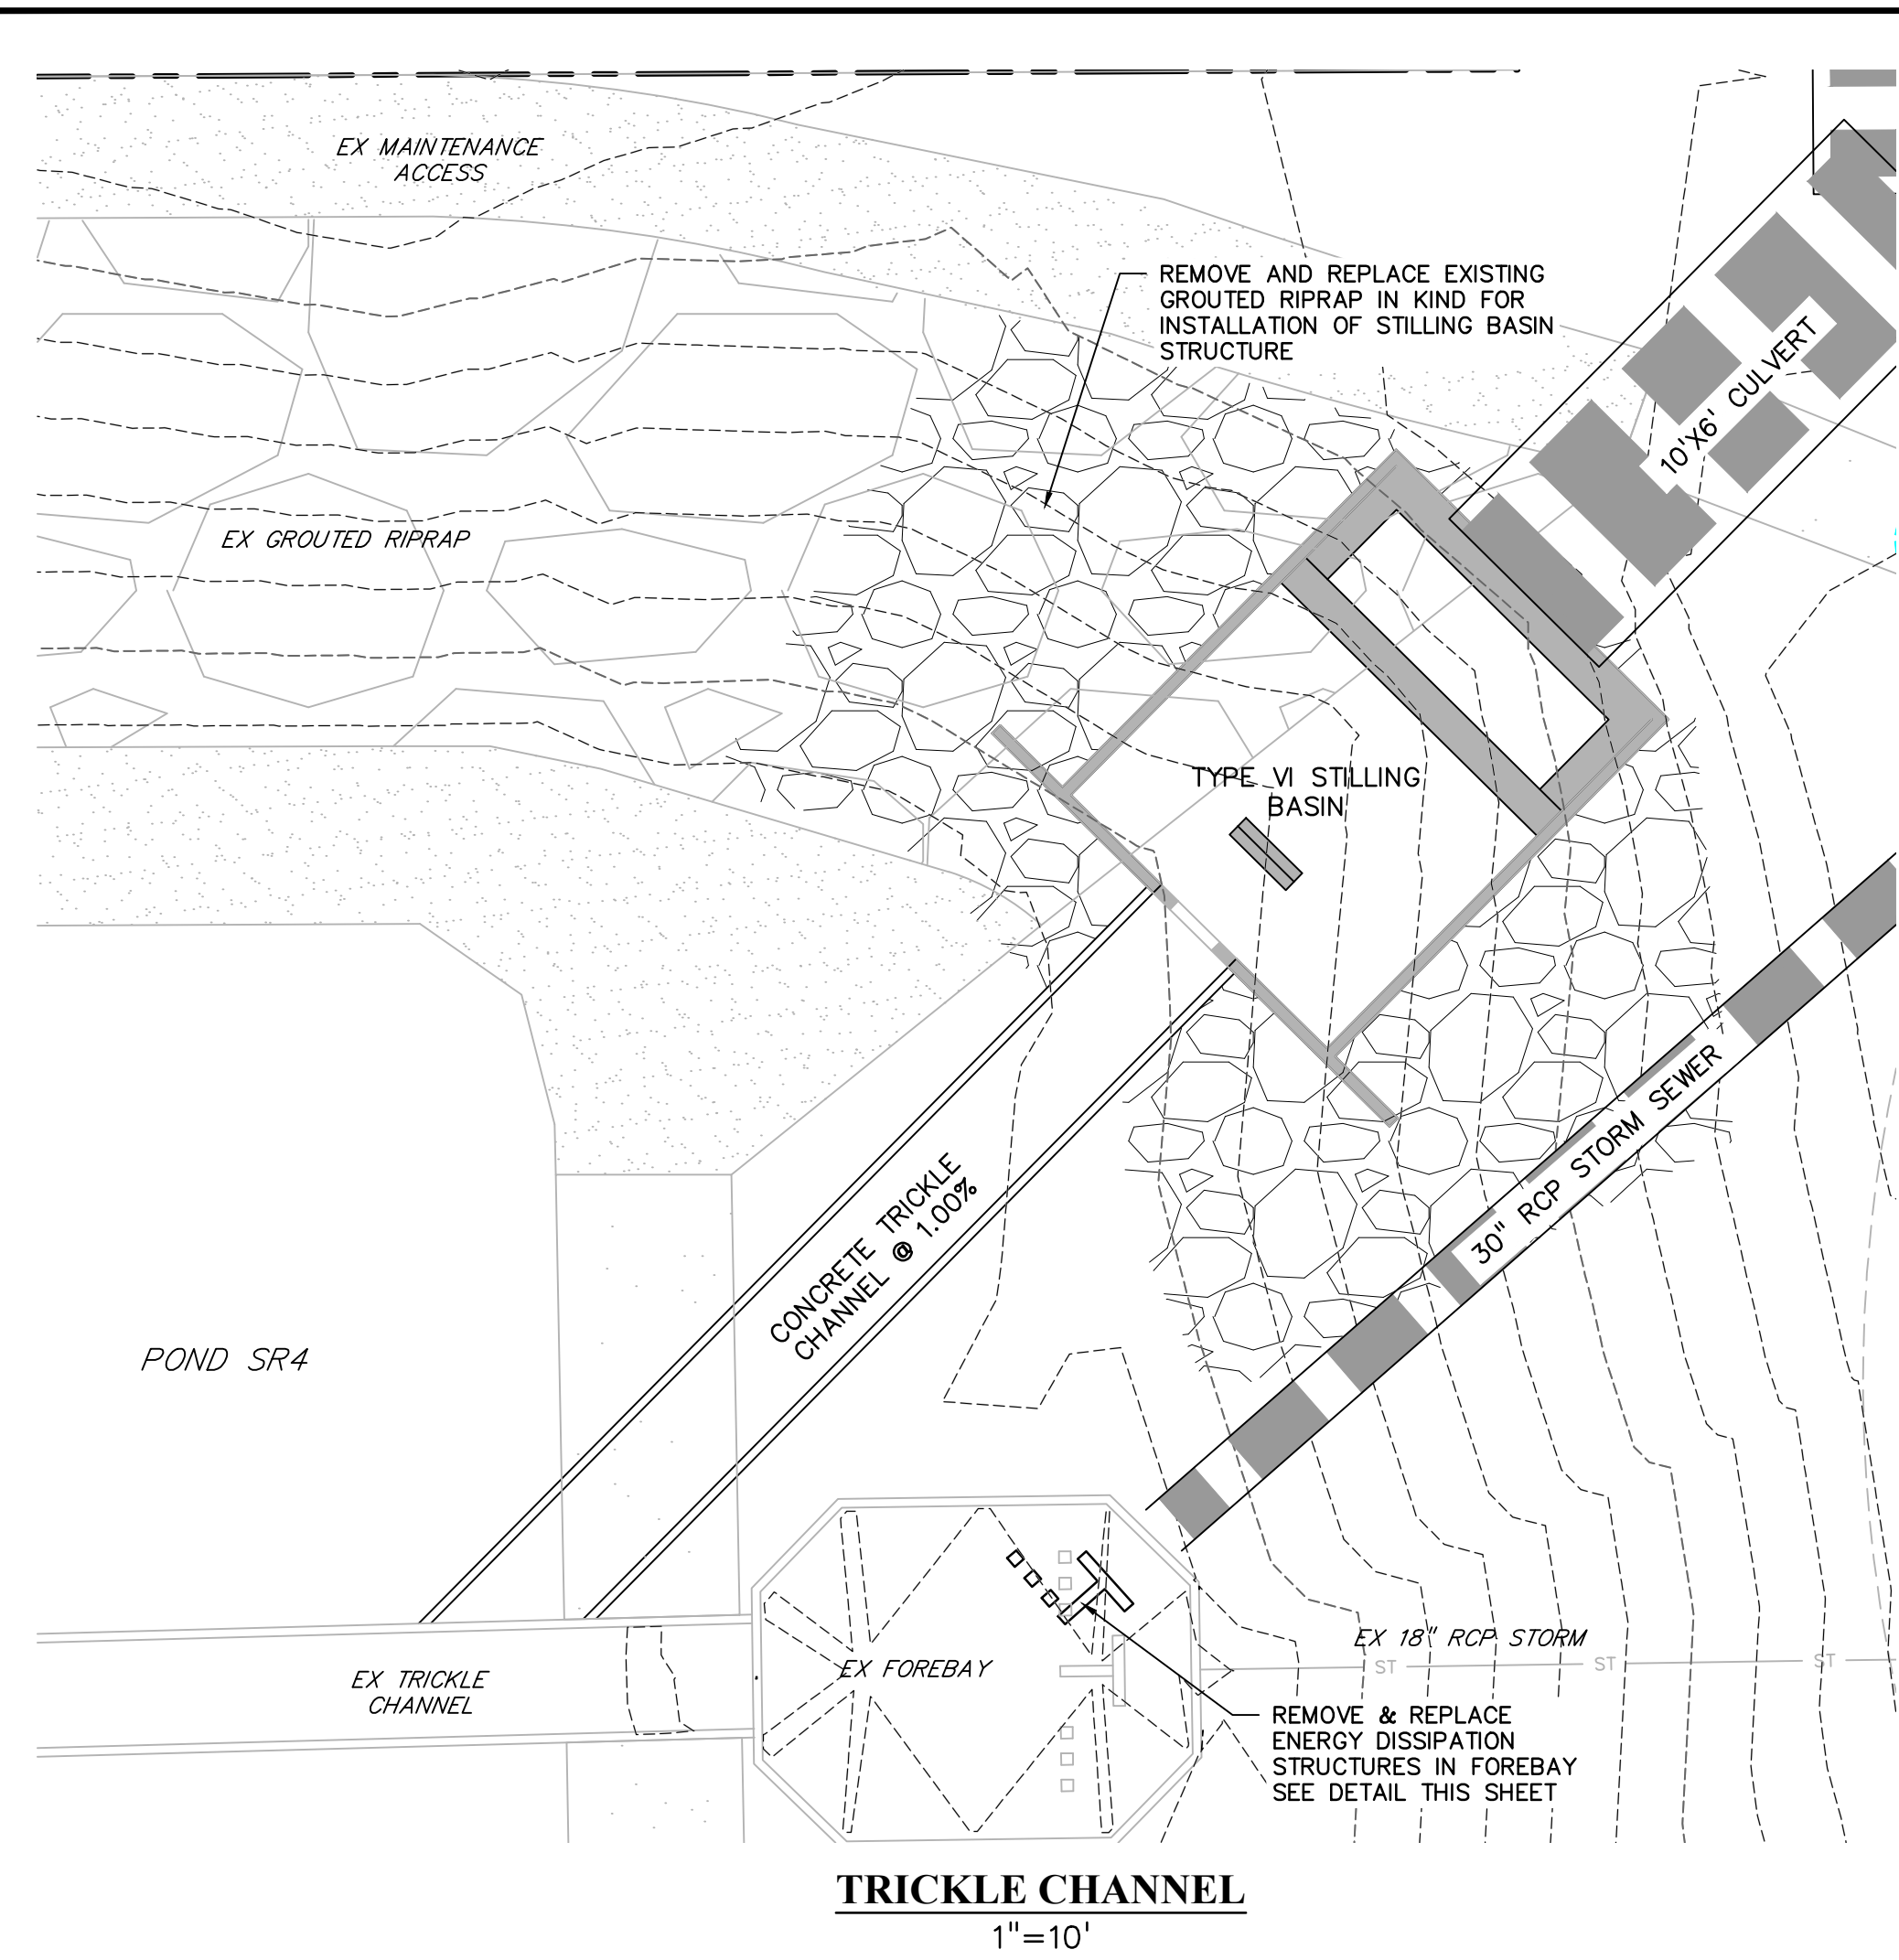 EX MAINTENANCE
ACCESS
REMOVE AND REPLACE EXISTING
GROUTED RIPRAP IN KIND FOR
INSTALLATION OF STILLING BASIN
STRUCTURE
10'X6' CULVERT
EX GROUTED RIPRAP
TYPE VI STILLING
BASIN
30" RCP STORM SEWER
CONCRETE TRICKLE
CHANNEL @ 1.00%
POND SR4
EX 18" RCP STORM
ST
ST
ST
EX FOREBAY
EX TRICKLE
CHANNEL
REMOVE & REPLACE
ENERGY DISSIPATION
STRUCTURES IN FOREBAY
SEE DETAIL THIS SHEET
TRICKLE CHANNEL
1"=10'